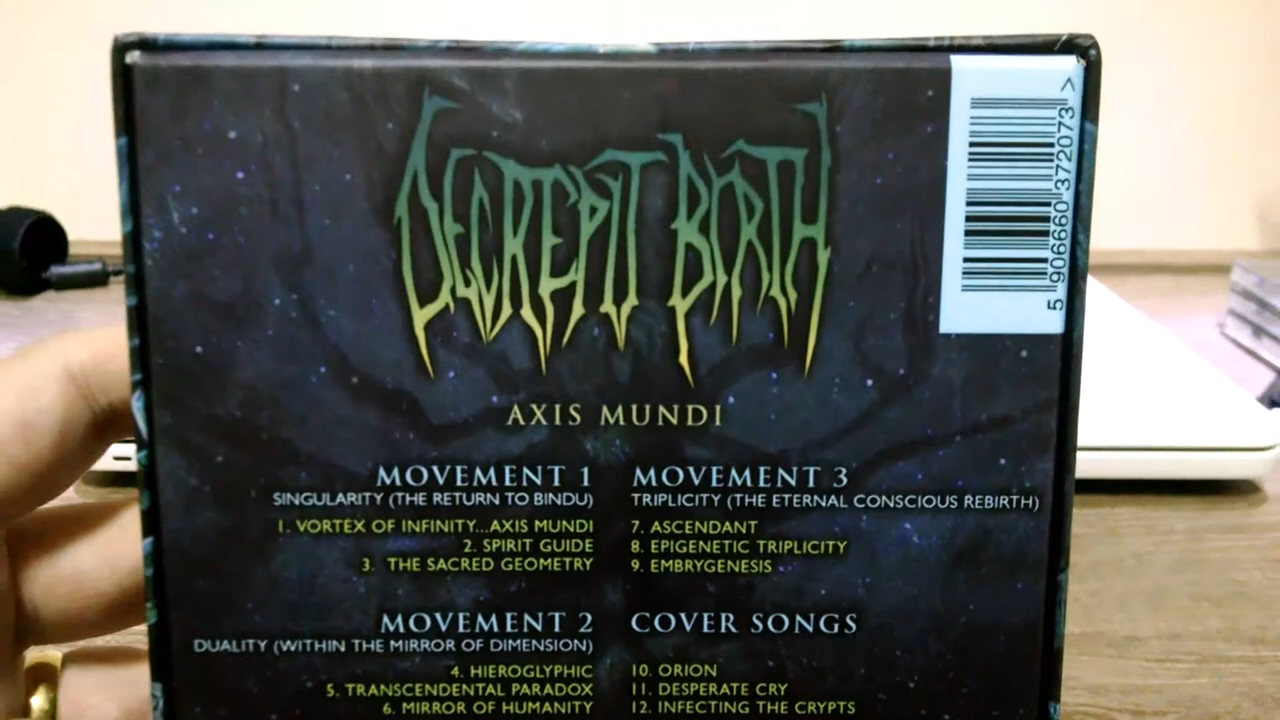 DECREPIT BIRTH
5 906660 372073 >
AXIS MUNDI
MOVEMENT 1
SINGULARITY (THE RETURN TO BINDU)
1. VORTEX OF INFINITY...AXIS MUNDI
2. SPIRIT GUIDE
3. THE SACRED GEOMETRY
MOVEMENT 2
DUALITY (WITHIN THE MIRROR OF DIMENSION)
4. HIEROGLYPHIC
5. TRANSCENDENTAL PARADOX
6. MIRROR OF HUMANITY
MOVEMENT 3
TRIPLICITY (THE ETERNAL CONSCIOUS REBIRTH)
7. ASCENDANT
8. EPIGENETIC TRIPLICITY
9. EMBRYGENESIS
COVER SONGS
10. ORION
11. DESPERATE CRY
12. INFECTING THE CRYPTS